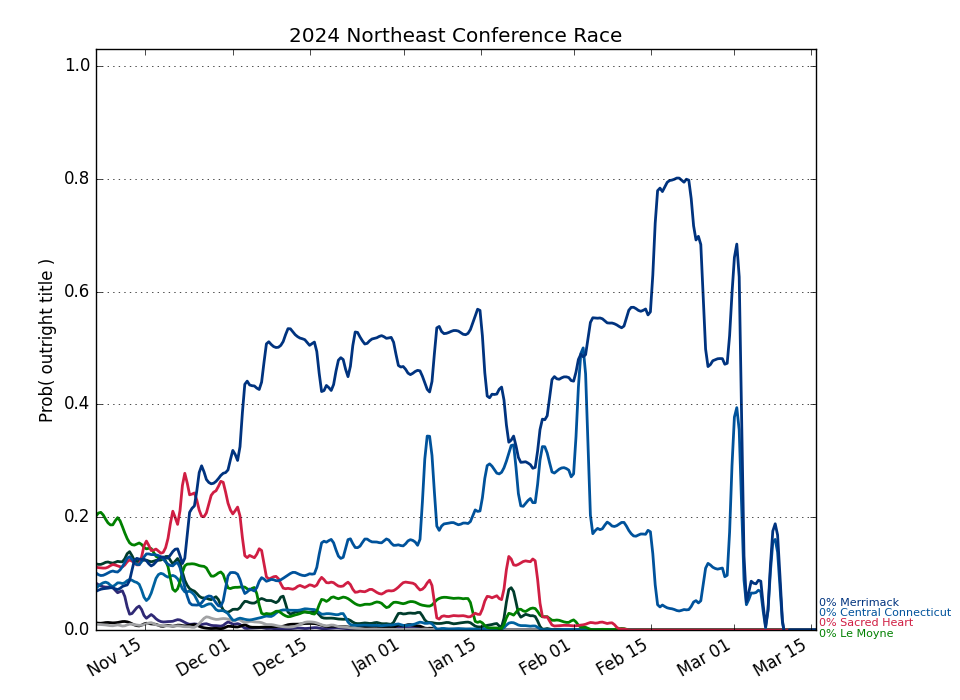 2024 Northeast Conference Race
Prob( outright title )
1.0
0.8
0.6
0.4
0.2
0.0
Nov 15
Dec 01
Dec 15
Jan 01
Jan 15
Feb 01
Feb 15
Mar 01
Mar 15
0% Merrimack
0% Central Connecticut
0% Sacred Heart
0% Le Moyne